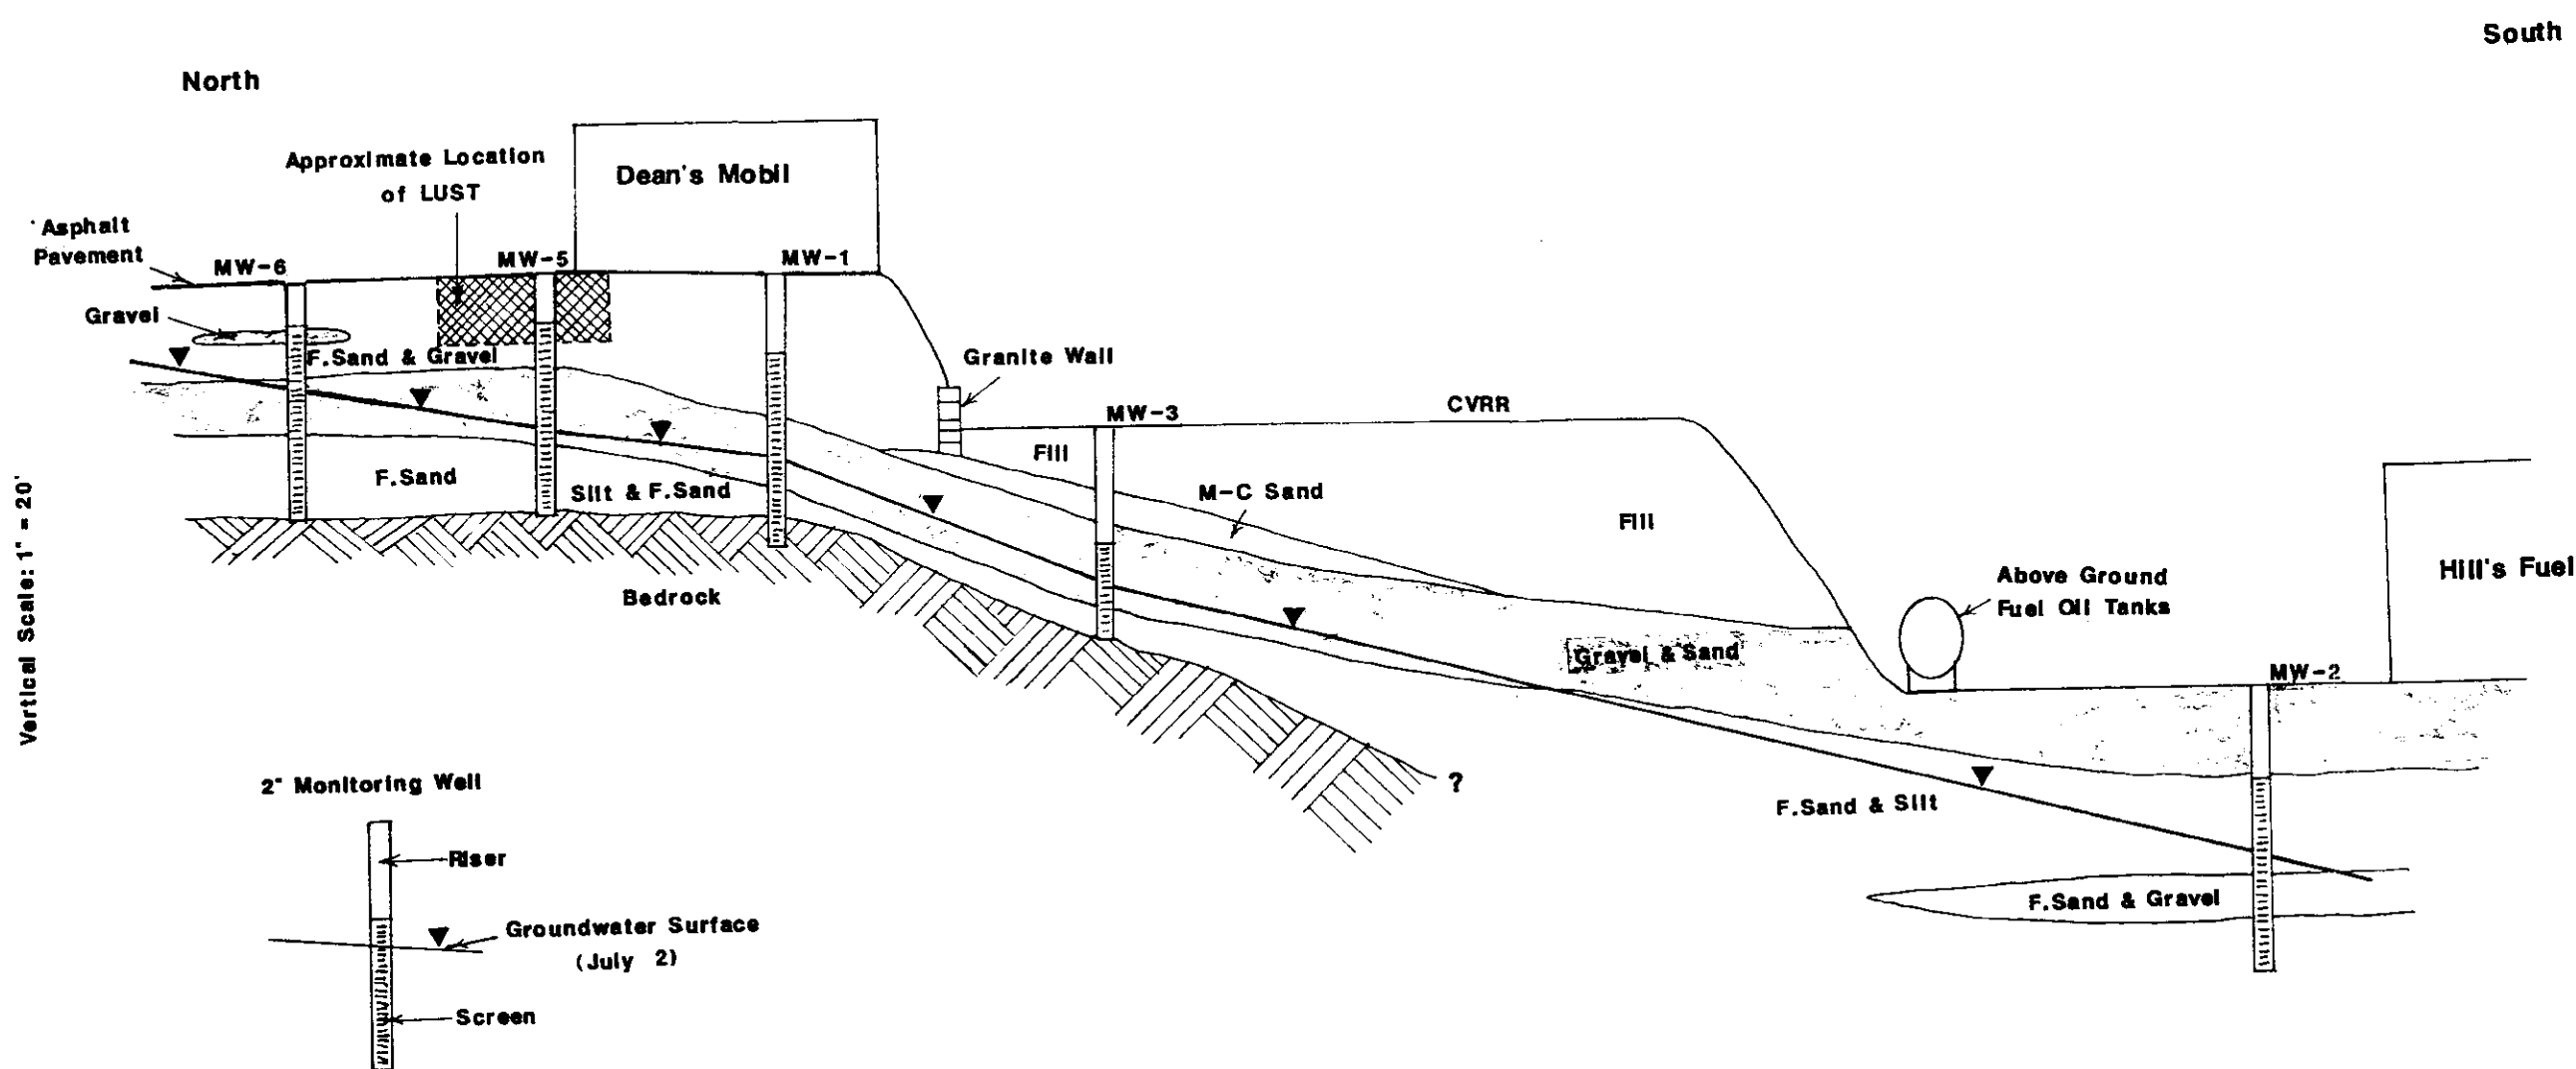 South
North
Approximate Location
of LUST
Dean's Mobil
Asphalt
Pavement
MW-6
MW-5
MW-1
Gravel
F.Sand & Gravel
Granite Wall
MW-3
CVRR
Fill
F.Sand
Silt & F.Sand
M-C Sand
Fill
Vertical Scale: 1" = 20'
Bedrock
Above Ground
Fuel Oil Tanks
Hill's Fuel
Gravel & Sand
MW-2
2" Monitoring Well
?
F.Sand & Silt
Riser
F.Sand & Gravel
Groundwater Surface
(July 2)
Screen